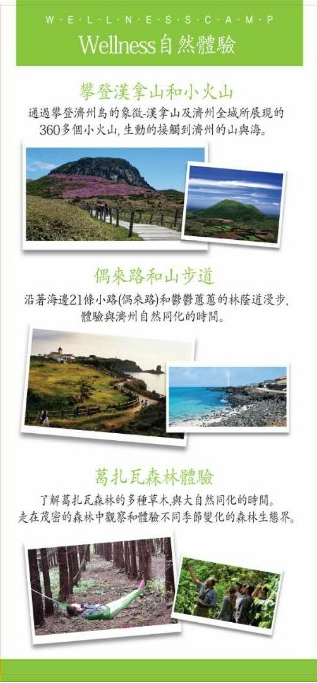 WELLNESSCAMP
Wellness自然體驗
攀登漢拿山和小火山
通過攀登濟州島的象徵-漢拿山及濟州全域所展現的
360多個小火山, 生動的接觸到濟州的山與海。
偶來路和山步道
沿著海邊21條小路(偶來路)和鬱鬱蔥蔥的林蔭道漫步,
體驗與濟州自然同化的時間。
葛扎瓦森林體驗
了解葛扎瓦森林的多種草木,與大自然同化的時間。
走在茂密的森林中觀察和體驗不同季節變化的森林生態界。